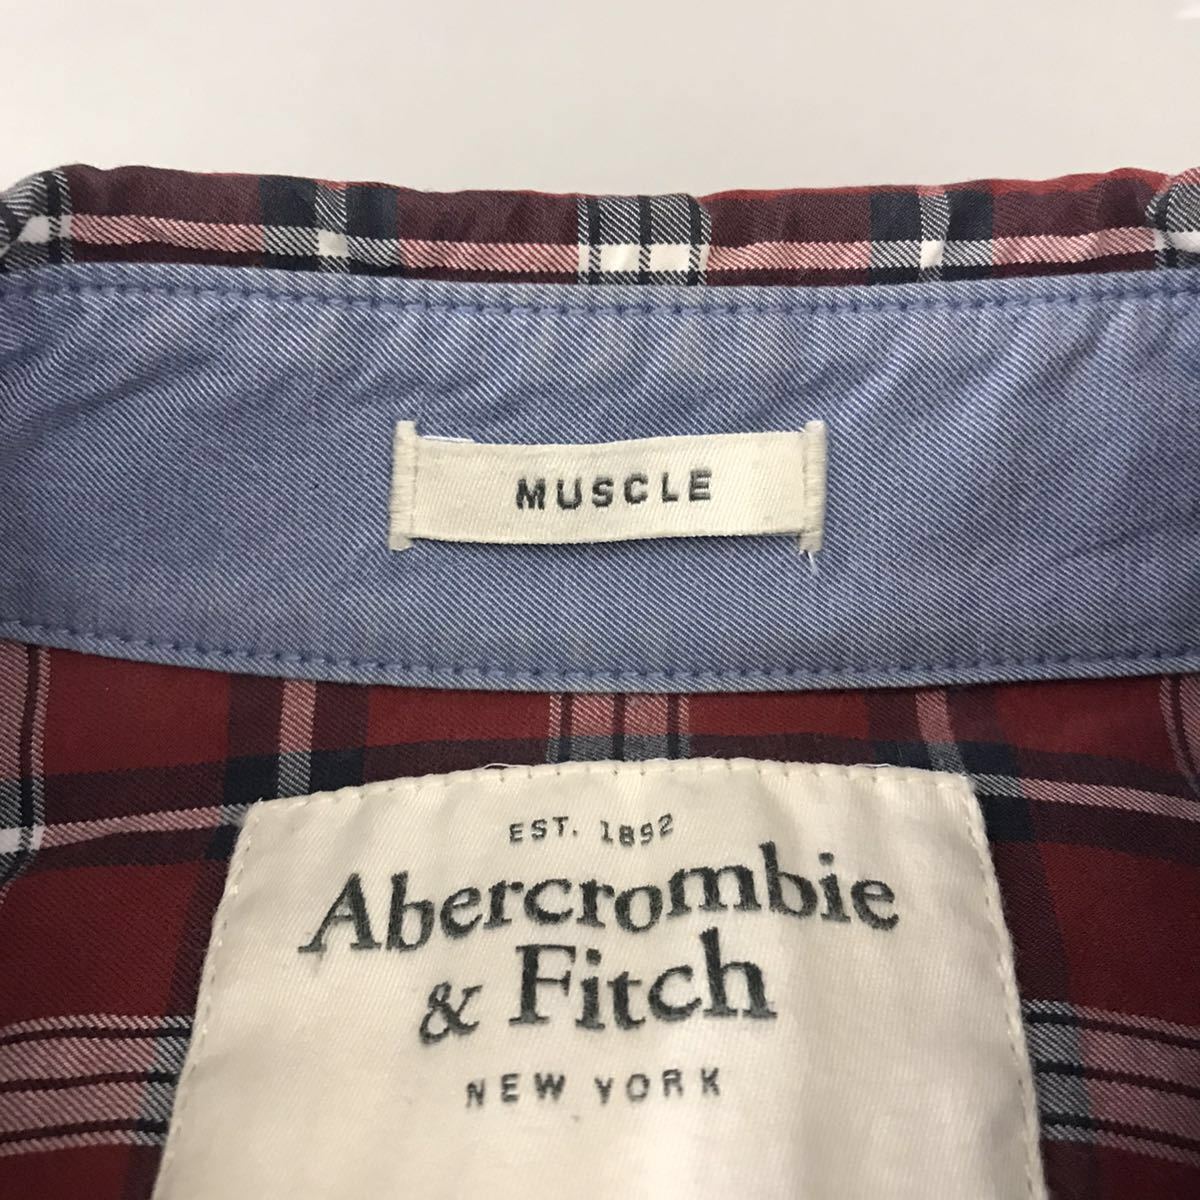 MUSCLE
EST. 1892
Abercrombie
& Fitch
NEW YORK